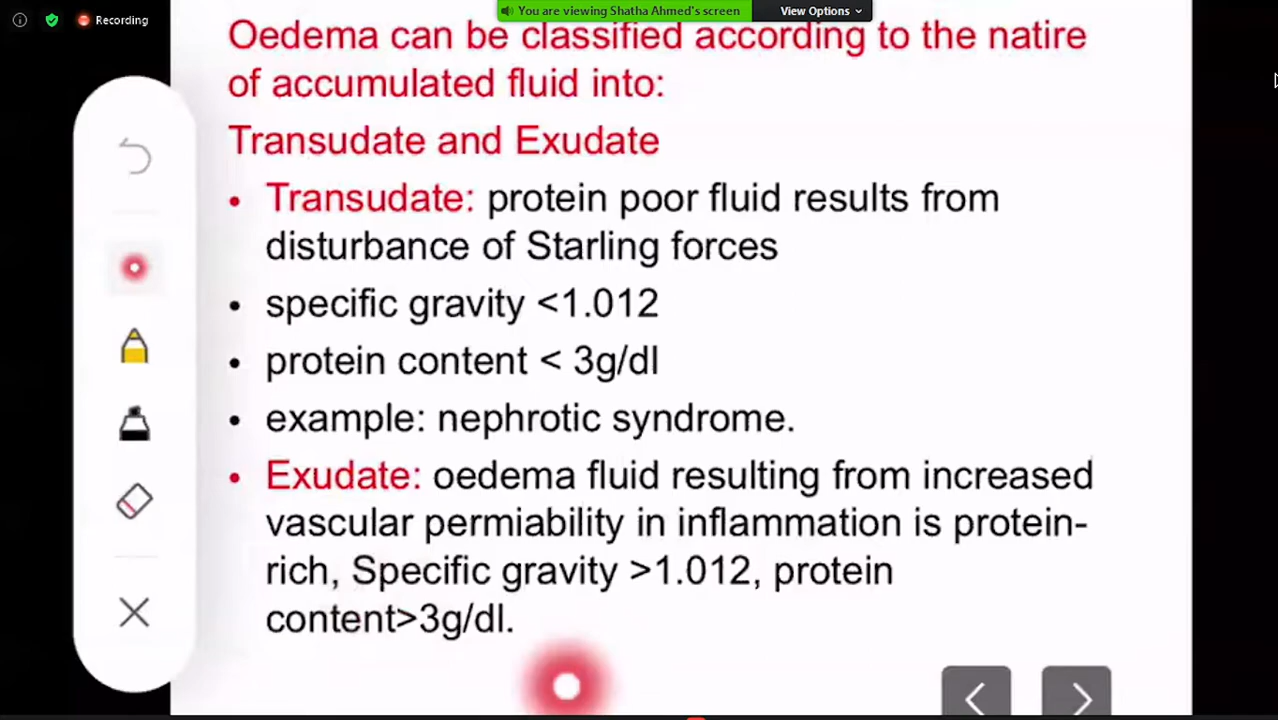 Recording
You are viewing Shatha Ahmed's screen
View Options
Oedema can be classified according to the natire
of accumulated fluid into:
Transudate and Exudate
• Transudate: protein poor fluid results from
disturbance of Starling forces
• specific gravity <1.012
• protein content < 3g/dl
• example: nephrotic syndrome.
• Exudate: oedema fluid resulting from increased
vascular permiability in inflammation is protein-
rich, Specific gravity >1.012, protein
content>3g/dl.